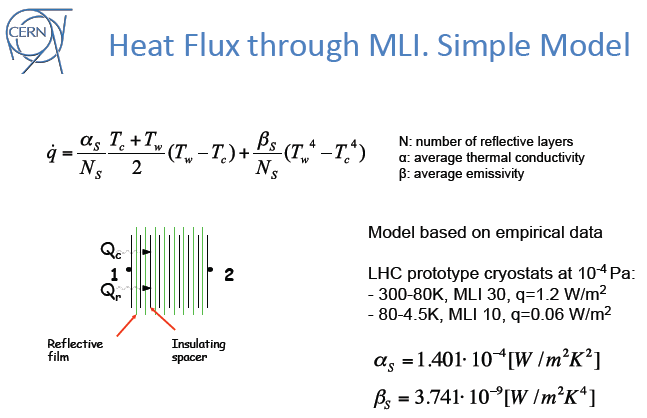 CERN
Heat Flux through MLI. Simple Model
q̇ = α_S/N_S (T_c + T_w)/2 (T_w − T_c) + β_S/N_S (T_w⁴ − T_c⁴)
N: number of reflective layers
α: average thermal conductivity
β: average emissivity
Q_c
1
2
Q_r
Reflective film
Insulating spacer
Model based on empirical data
LHC prototype cryostats at 10⁻⁴ Pa:
- 300-80K, MLI 30, q=1.2 W/m²
- 80-4.5K, MLI 10, q=0.06 W/m²
α_S = 1.401· 10⁻⁴[W /m²K²]
β_S = 3.741· 10⁻⁹[W /m²K⁴]